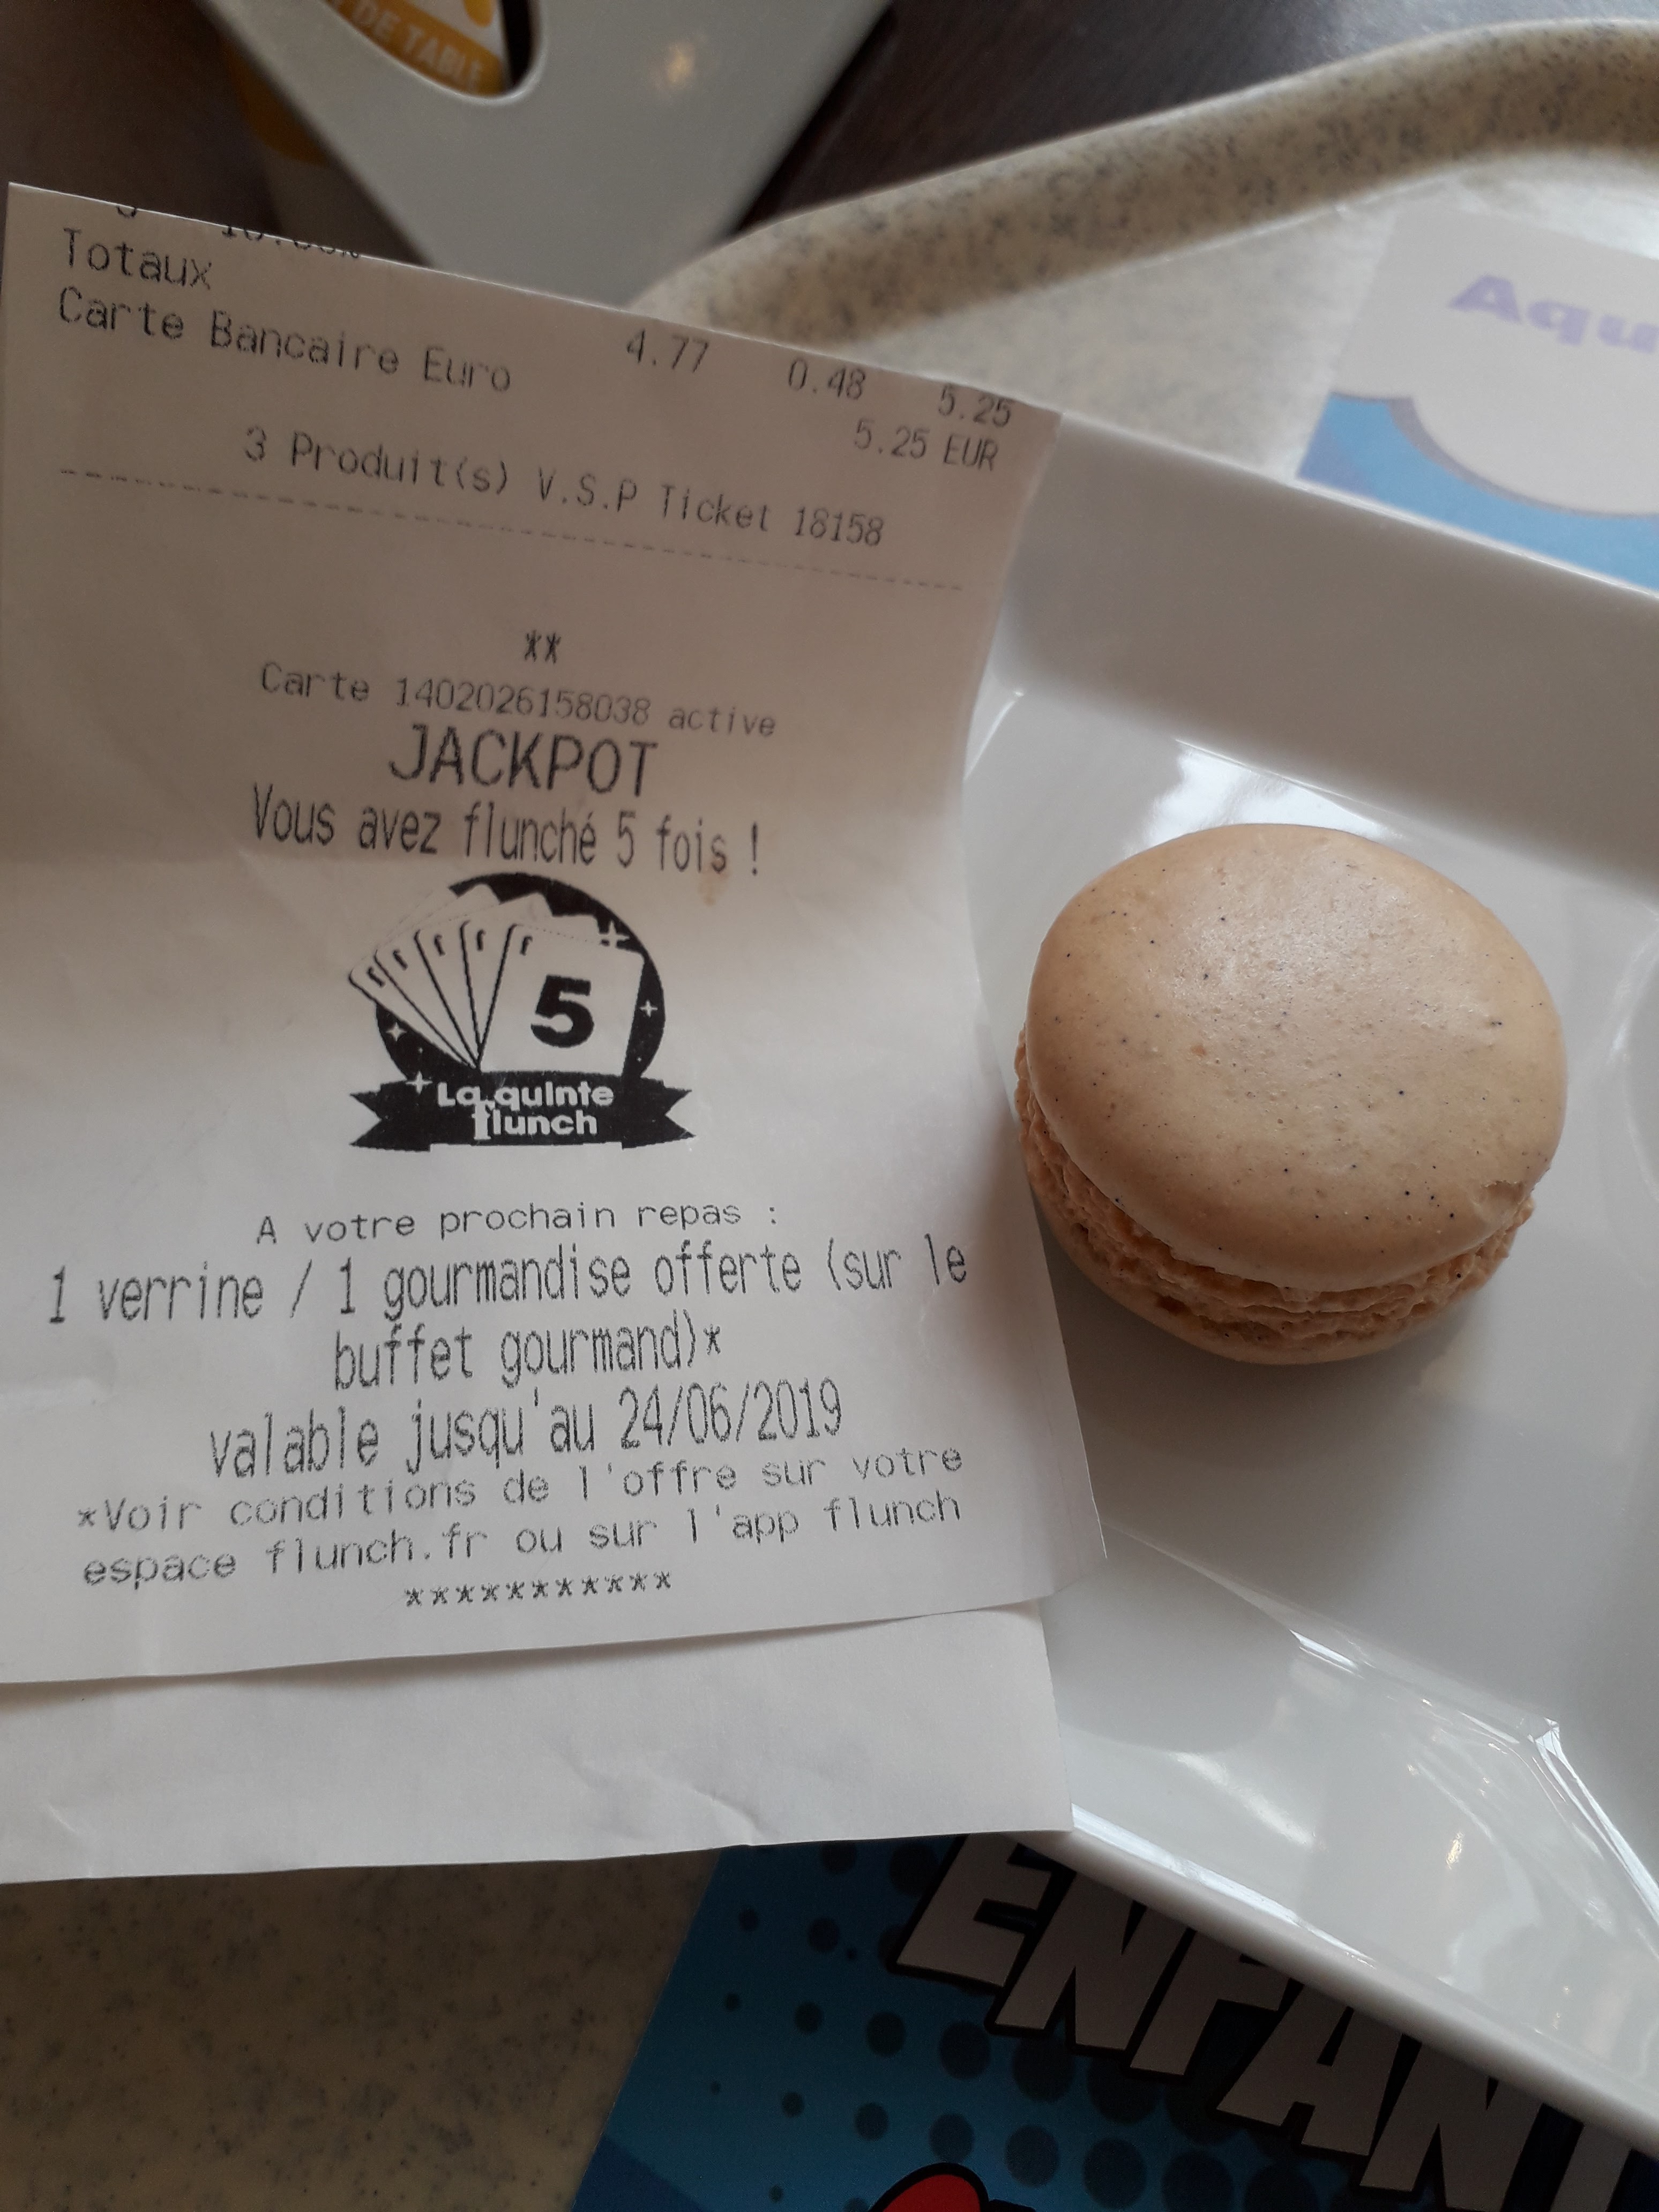 DE TABLE
Totaux 4.77 0.48 5.25
Carte Bancaire Euro 5.25 EUR
3 Produit(s) V.S.P Ticket 18158
**
Carte 1402026158038 active
JACKPOT
Vous avez flunché 5 fois !
5
La quinte
flunch
A votre prochain repas :
1 verrine / 1 gourmandise offerte (sur le
buffet gourmand)*
valable jusqu'au 24/06/2019
*Voir conditions de l'offre sur votre
espace flunch.fr ou sur l'app flunch
***********
ENFANT